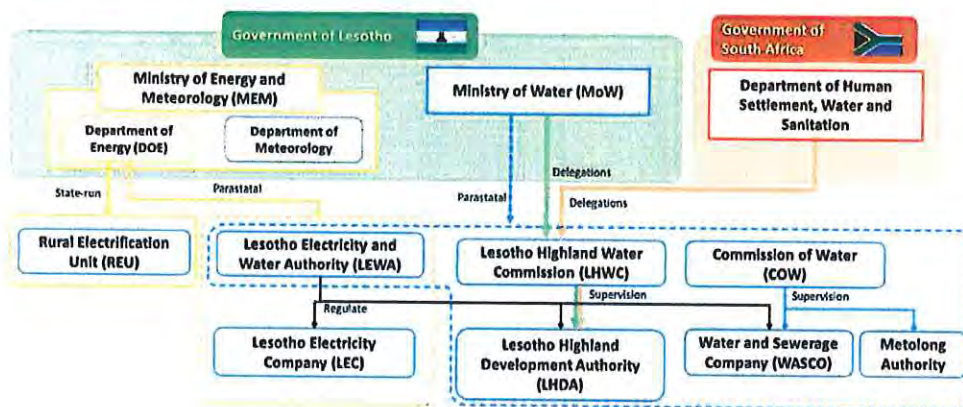 Government of Lesotho
Government of
South Africa
Ministry of Energy and
Meteorology (MEM)
Ministry of Water (MoW)
Department of Human
Settlement, Water and
Sanitation
Department of
Energy (DOE)
Department of
Meteorology
State-run
Parastatal
Parastatal
Delegations
Delegations
Rural Electrification
Unit (REU)
Lesotho Electricity and
Water Authority (LEWA)
Lesotho Highland Water
Commission (LHWC)
Commission of Water
(COW)
Regulate
Supervision
Supervision
Lesotho Electricity
Company (LEC)
Lesotho Highland
Development Authority
(LHDA)
Water and Sewerage
Company (WASCO)
Metolong
Authority